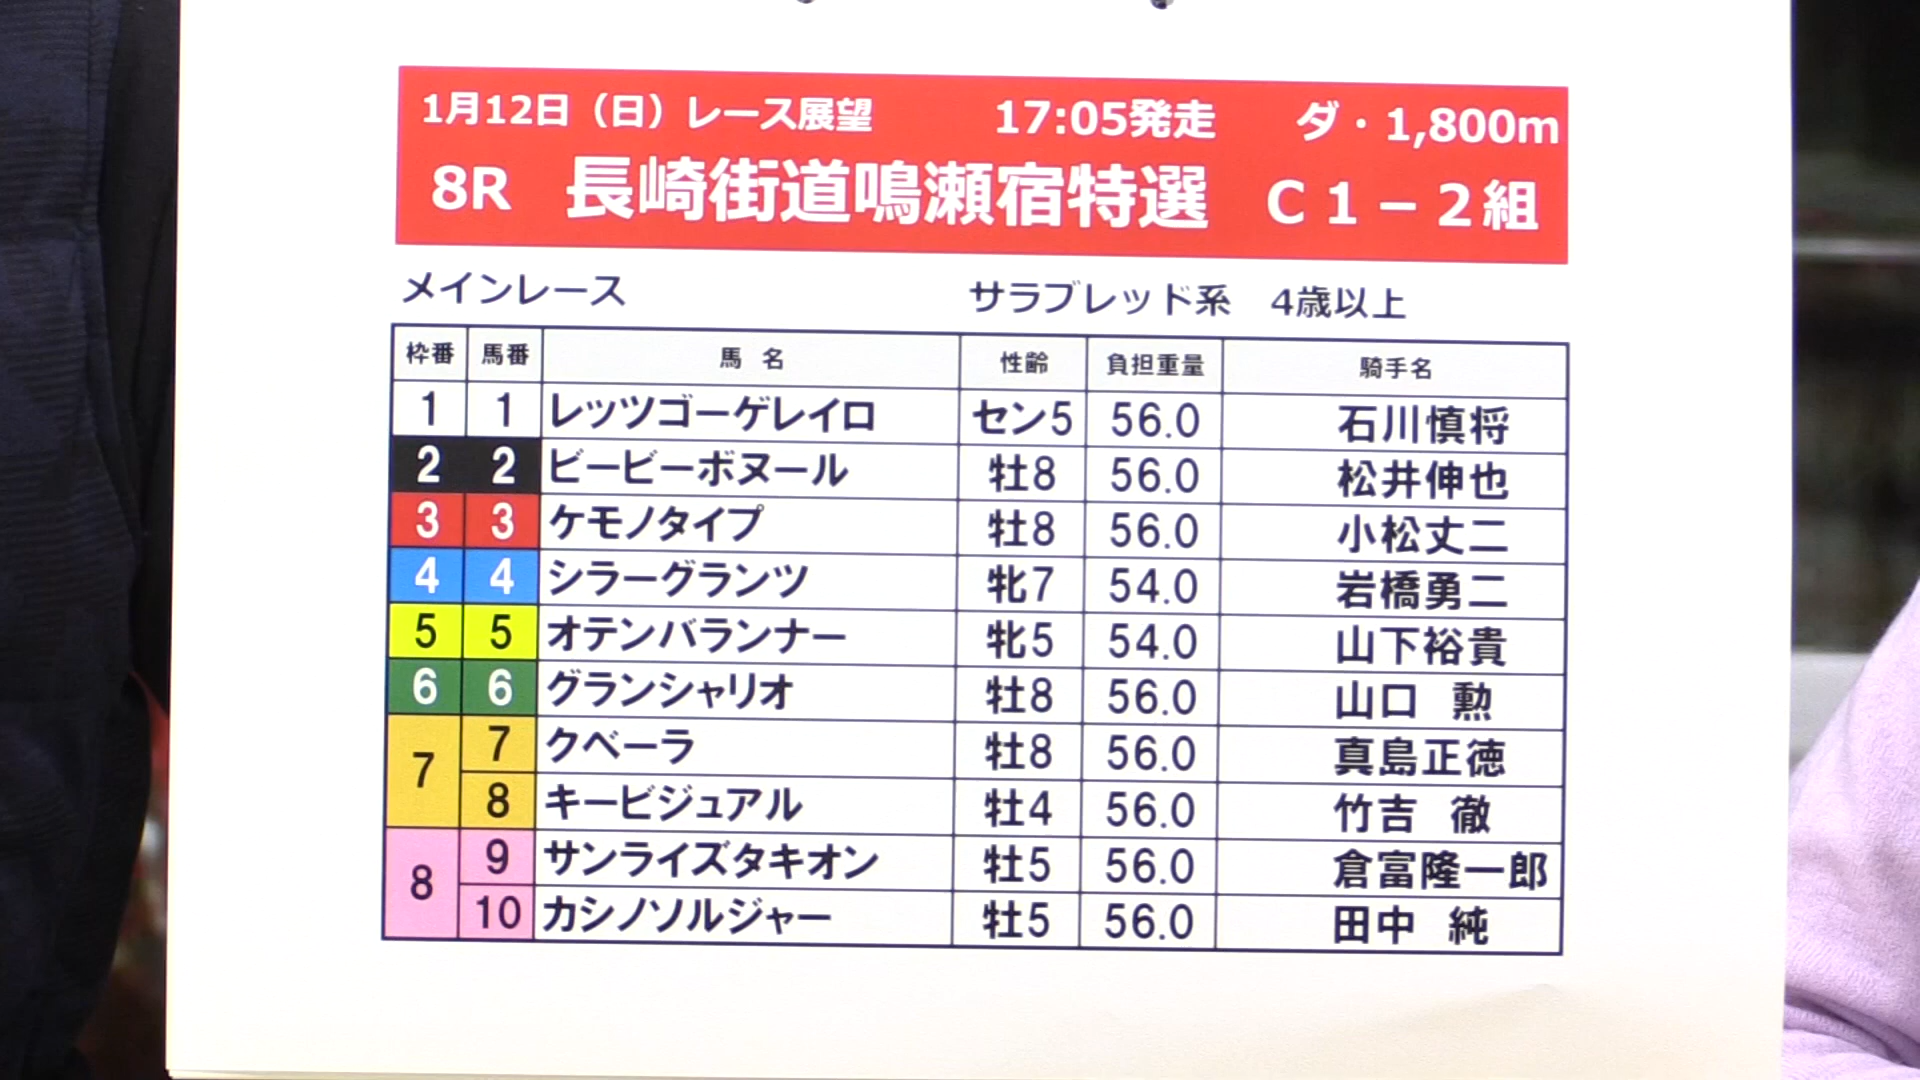 1月12日（日）レース展望 17:05発走 ダ・1,800m
8R 長崎街道鳴瀬宿特選 C1－2組
メインレース サラブレッド系 4歳以上
枠番 馬番 馬 名 性齢 負担重量 騎手名
1 1 レッツゴーゲレイロ セン5 56.0 石川慎将
2 2 ビービーボヌール 牡8 56.0 松井伸也
3 3 ケモノタイプ 牡8 56.0 小松丈二
4 4 シラーグランツ 牝7 54.0 岩橋勇二
5 5 オテンバランナー 牝5 54.0 山下裕貴
6 6 グランシャリオ 牡8 56.0 山口 勲
7 7 クベーラ 牡8 56.0 真島正徳
8 キービジュアル 牡4 56.0 竹吉 徹
8 9 サンライズタキオン 牡5 56.0 倉富隆一郎
10 カシノソルジャー 牡5 56.0 田中 純